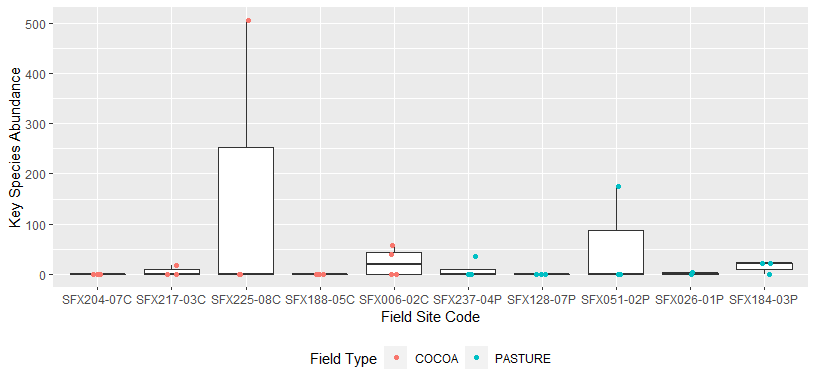 500
400
300
200
100
0
Key Species Abundance
SFX204-07C SFX217-03C SFX225-08C SFX188-05C SFX006-02C SFX237-04P SFX128-07P SFX051-02P SFX026-01P SFX184-03P
Field Site Code
Field Type COCOA PASTURE